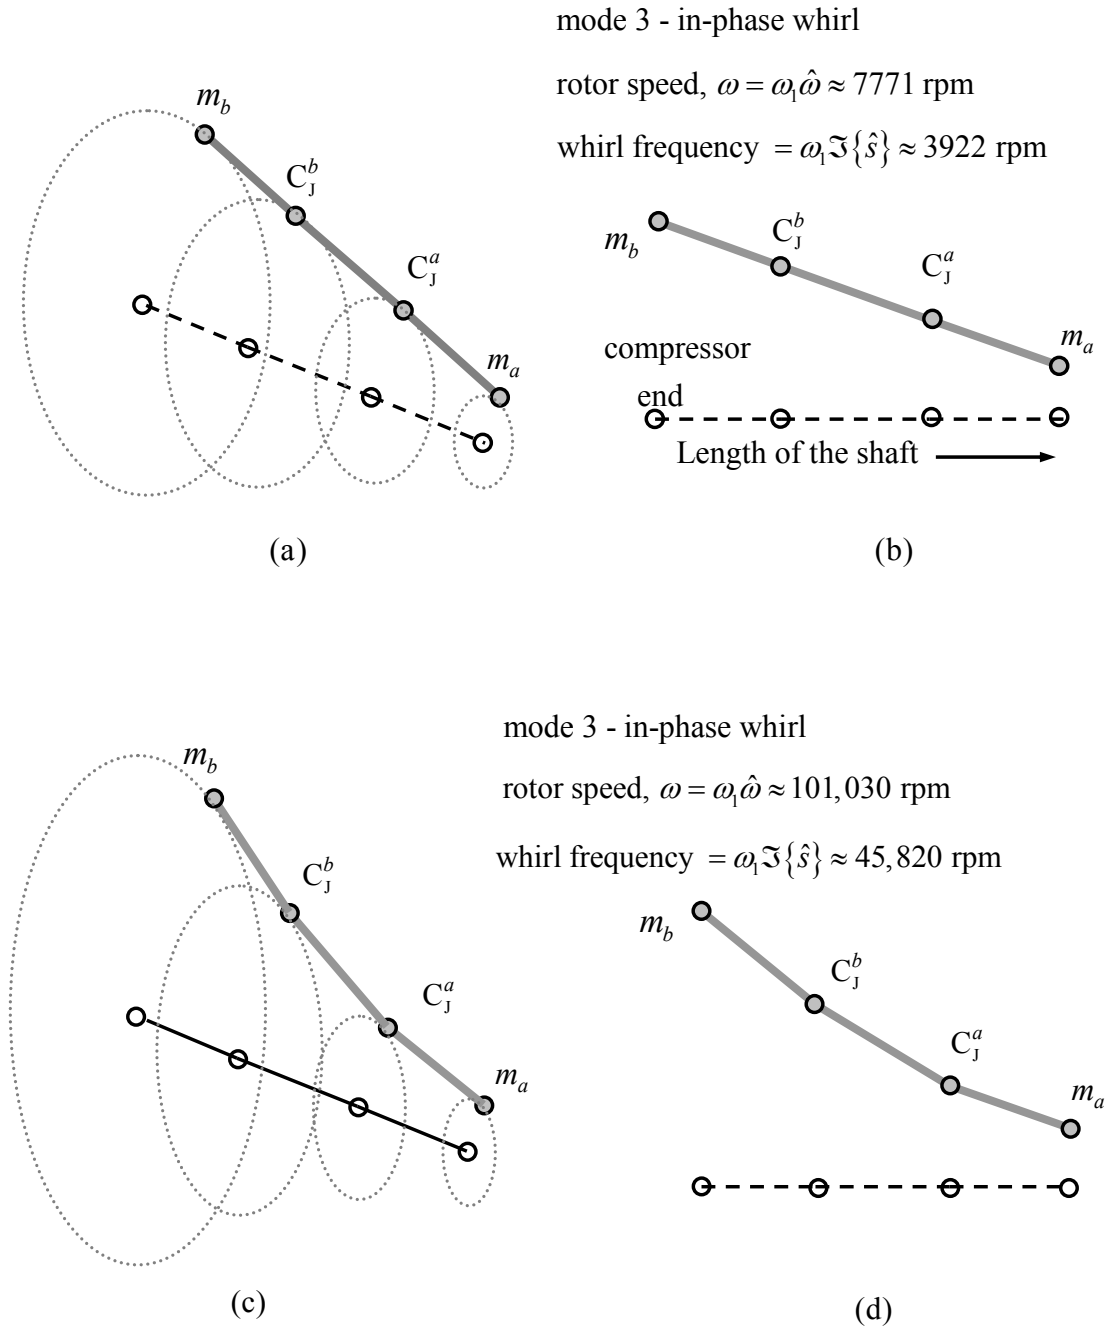 mode 3 - in-phase whirl
rotor speed, ω = ω₁ω̂ ≈ 7771 rpm
whirl frequency = ω₁ℑ{ŝ} ≈ 3922 rpm
m_b
C_J^b
C_J^a
m_a
(a)
m_b
C_J^b
C_J^a
m_a
compressor
end
Length of the shaft
(b)
mode 3 - in-phase whirl
rotor speed, ω = ω₁ω̂ ≈ 101,030 rpm
whirl frequency = ω₁ℑ{ŝ} ≈ 45,820 rpm
m_b
C_J^b
C_J^a
m_a
(c)
m_b
C_J^b
C_J^a
m_a
(d)